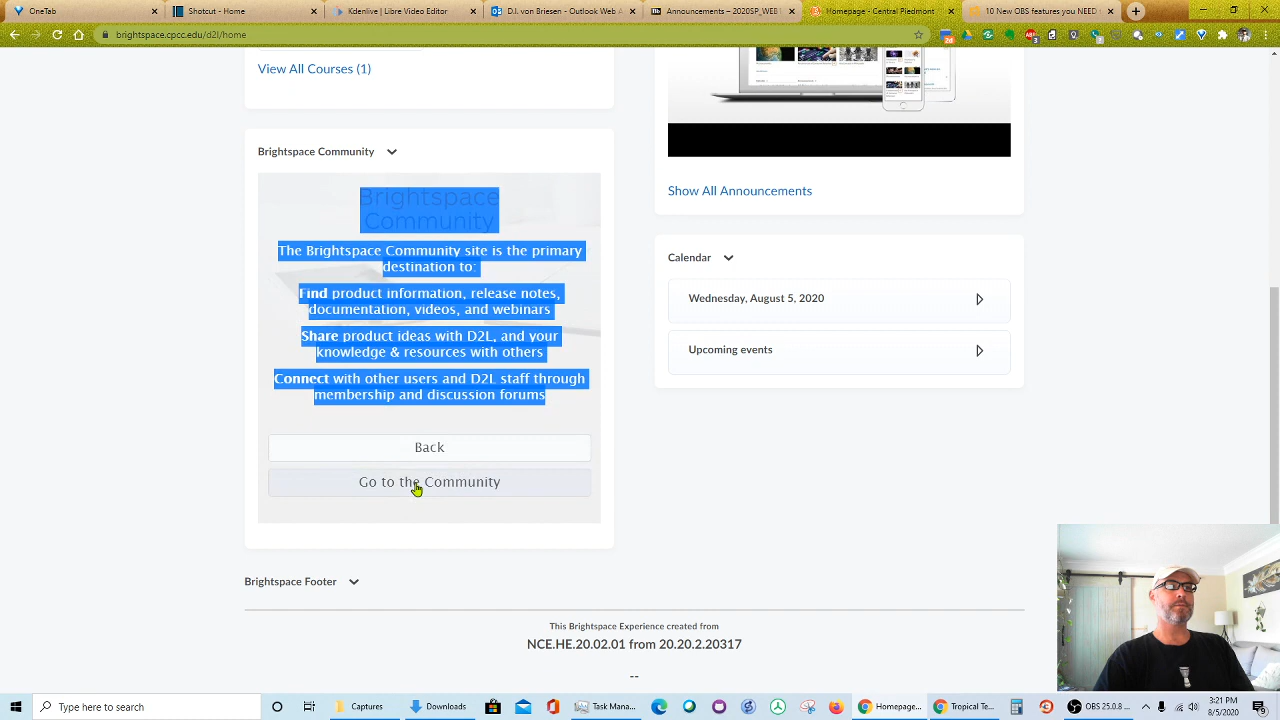 OneTab
Shotcut - Home
Kdenlive | Libre Video Editor
D.I. von Brisen - Outlook Web A
Announcements – 2020SP_WEB
Central Piedmont
10 New OBS features you NEED
brightspace.cpcc.edu/d2l/home
View All Courses (1)
Brightspace Community
Brightspace
Community
The Brightspace Community site is the primary
destination to:
Find product information, release notes,
documentation, videos, and webinars
Share product ideas with D2L, and your
knowledge & resources with others
Connect with other users and D2L staff through
membership and discussion forums
Back
Go to the Community
Show All Announcements
Calendar
Wednesday, August 5, 2020
Upcoming events
Brightspace Footer
This Brightspace Experience created from
NCE.HE.20.02.01 from 20.20.2.20317
--
Type here to search
Captures
Downloads
Task Mana...
Homepage...
Tropical Te...
OBS 25.0.8 ...
3:21 PM
8/5/2020